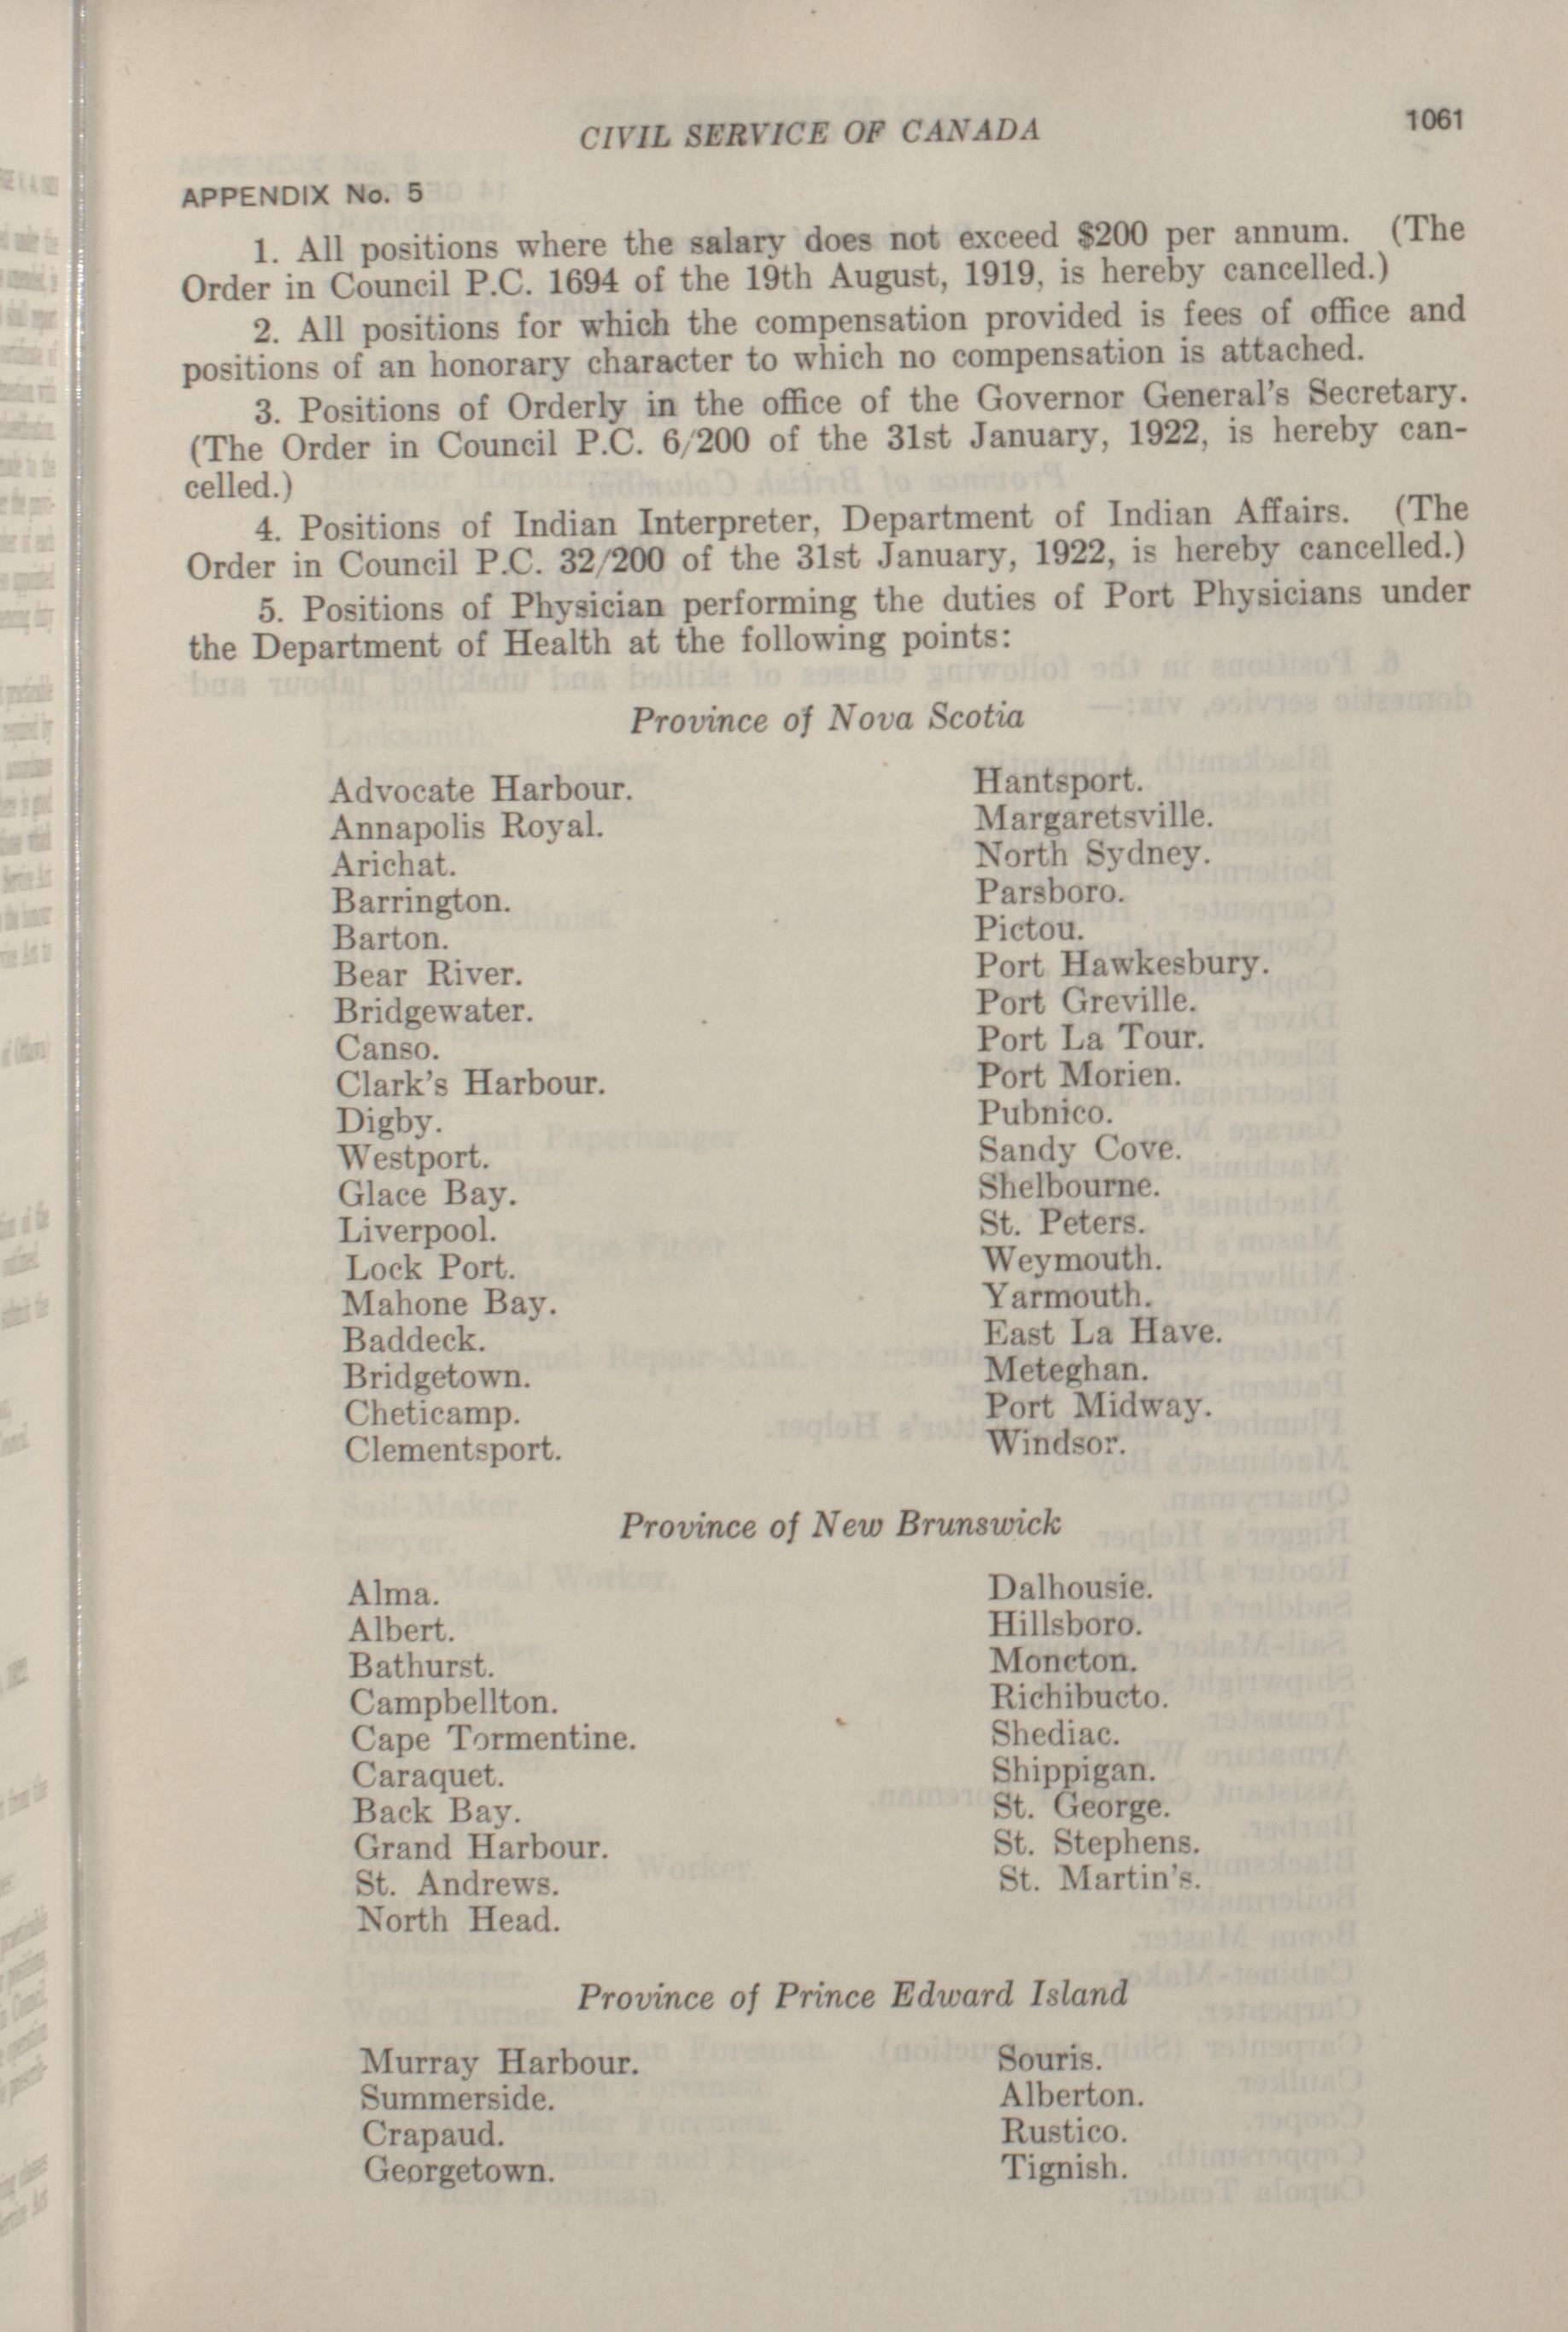 CIVIL SERVICE OF CANADA 1061
APPENDIX No. 5
1. All positions where the salary does not exceed $200 per annum. (The
Order in Council P.C. 1694 of the 19th August, 1919, is hereby cancelled.)
2. All positions for which the compensation provided is fees of office and
positions of an honorary character to which no compensation is attached.
3. Positions of Orderly in the office of the Governor General's Secretary.
(The Order in Council P.C. 6/200 of the 31st January, 1922, is hereby can-
celled.)
4. Positions of Indian Interpreter, Department of Indian Affairs. (The
Order in Council P.C. 32/200 of the 31st January, 1922, is hereby cancelled.)
5. Positions of Physician performing the duties of Port Physicians under
the Department of Health at the following points:
Province of Nova Scotia
Advocate Harbour.
Annapolis Royal.
Arichat.
Barrington.
Barton.
Bear River.
Bridgewater.
Canso.
Clark's Harbour.
Digby.
Westport.
Glace Bay.
Liverpool.
Lock Port.
Mahone Bay.
Baddeck.
Bridgetown.
Cheticamp.
Clementsport.
Hantsport.
Margaretsville.
North Sydney.
Parsboro.
Pictou.
Port Hawkesbury.
Port Greville.
Port La Tour.
Port Morien.
Pubnico.
Sandy Cove.
Shelbourne.
St. Peters.
Weymouth.
Yarmouth.
East La Have.
Meteghan.
Port Midway.
Windsor.
Province of New Brunswick
Alma.
Albert.
Bathurst.
Campbellton.
Cape Tormentine.
Caraquet.
Back Bay.
Grand Harbour.
St. Andrews.
North Head.
Dalhousie.
Hillsboro.
Moncton.
Richibucto.
Shediac.
Shippigan.
St. George.
St. Stephens.
St. Martin's.
Province of Prince Edward Island
Murray Harbour.
Summerside.
Crapaud.
Georgetown.
Souris.
Alberton.
Rustico.
Tignish.